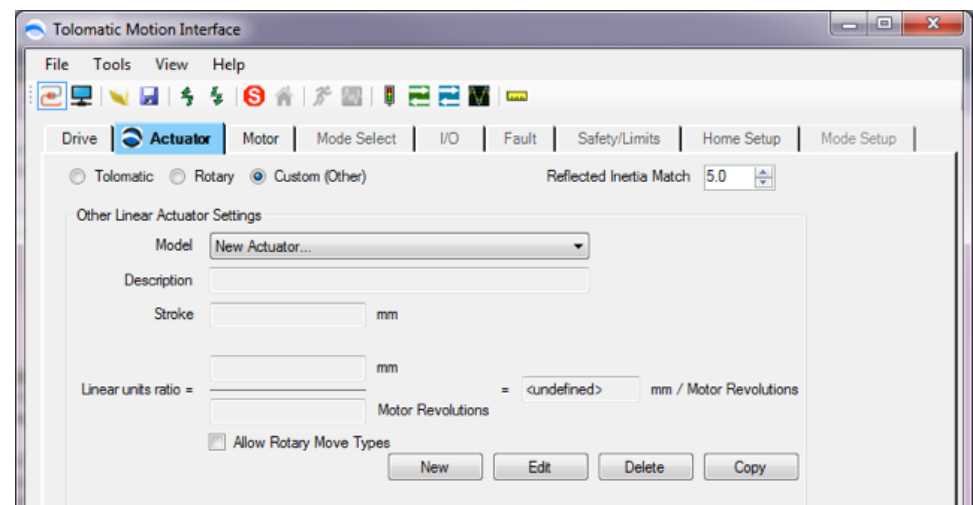 Tolomatic Motion Interface
File Tools View Help
Drive Actuator Motor Mode Select I/O Fault Safety/Limits Home Setup Mode Setup
Tolomatic Rotary Custom (Other) Reflected Inertia Match 5.0
Other Linear Actuator Settings
Model New Actuator...
Description
Stroke mm
mm
Linear units ratio = = <undefined> mm / Motor Revolutions
Motor Revolutions
Allow Rotary Move Types
New Edit Delete Copy